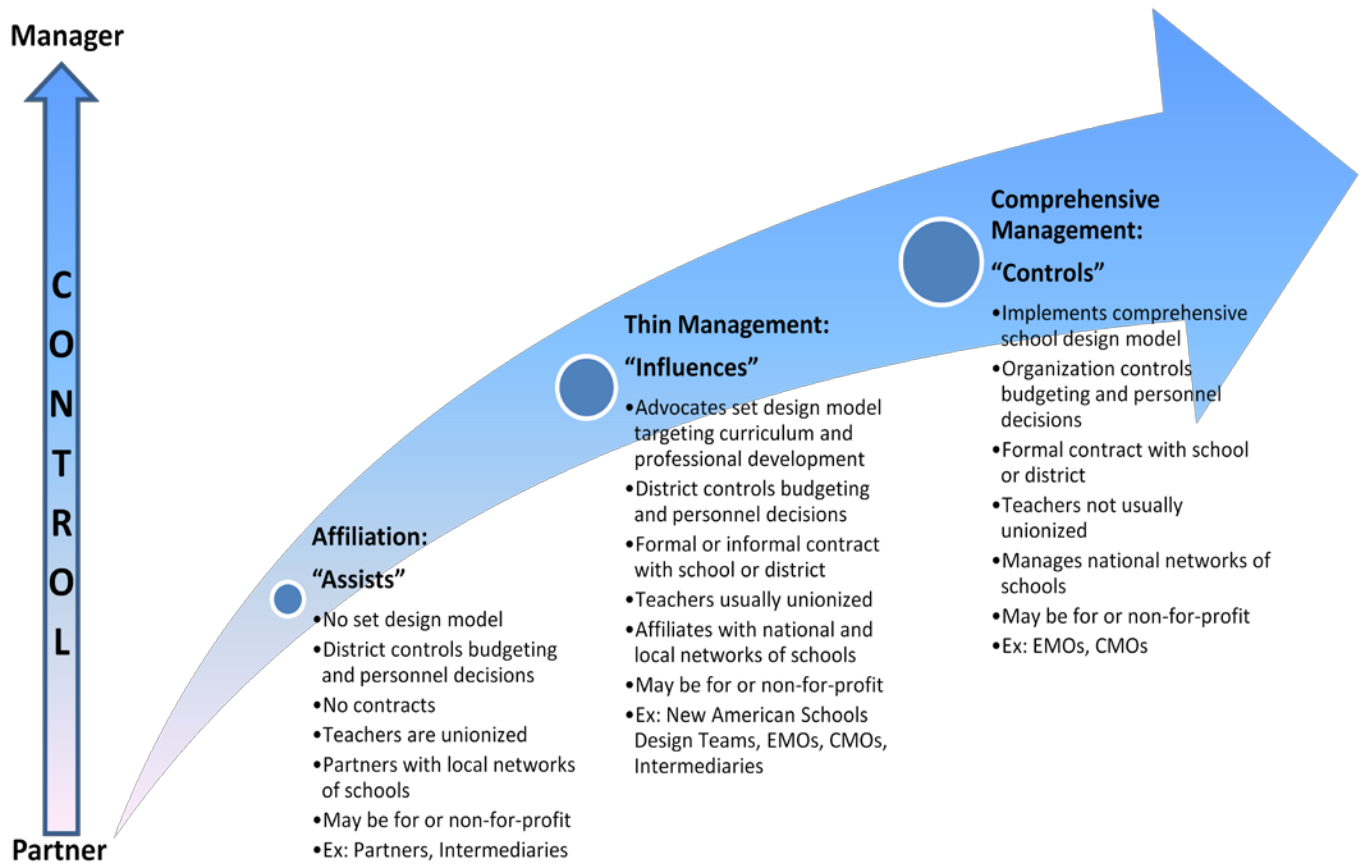 Manager
C
O
N
T
R
O
L
Partner
Affiliation:
“Assists”
•No set design model
•District controls budgeting
and personnel decisions
•No contracts
•Teachers are unionized
•Partners with local networks
of schools
•May be for or non-for-profit
•Ex: Partners, Intermediaries
Thin Management:
“Influences”
•Advocates set design model
targeting curriculum and
professional development
•District controls budgeting
and personnel decisions
•Formal or informal contract
with school or district
•Teachers usually unionized
•Affiliates with national and
local networks of schools
•May be for or non-for-profit
•Ex: New American Schools
Design Teams, EMOs, CMOs,
Intermediaries
Comprehensive
Management:
“Controls”
•Implements comprehensive
school design model
•Organization controls
budgeting and personnel
decisions
•Formal contract with school
or district
•Teachers not usually
unionized
•Manages national networks of
schools
•May be for or non-for-profit
•Ex: EMOs, CMOs